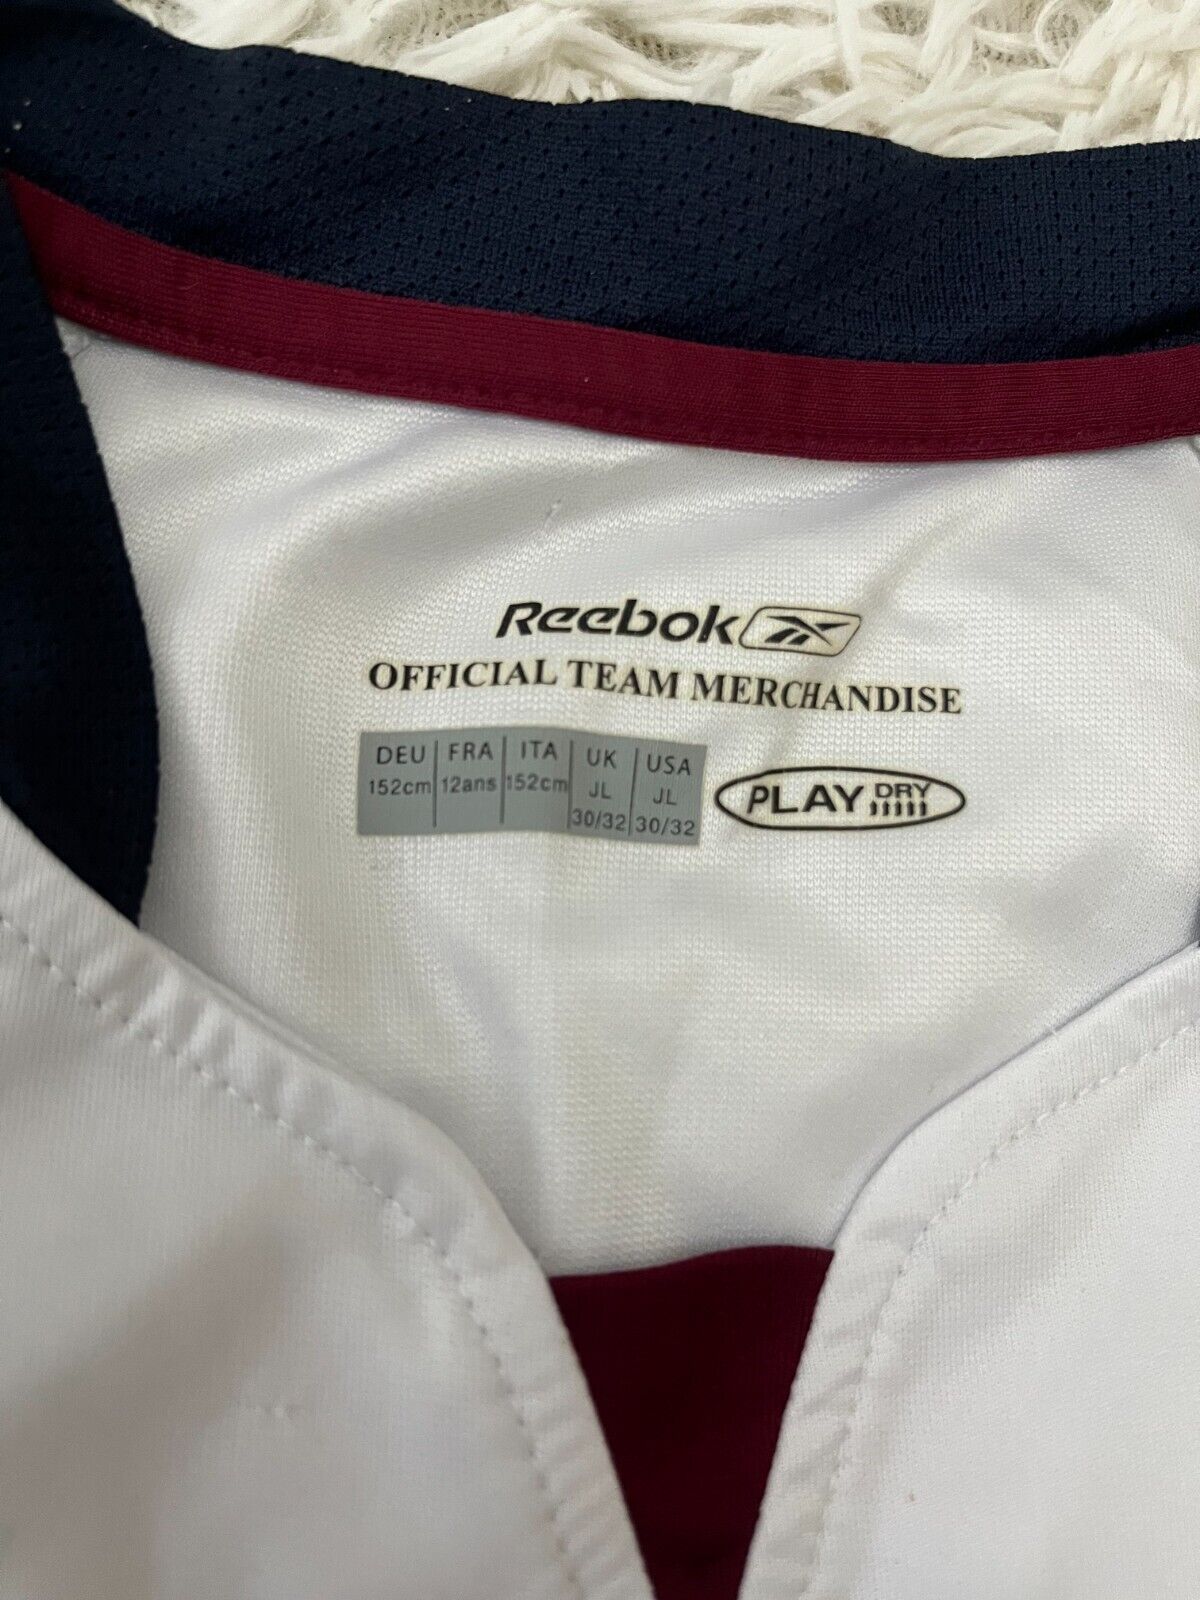 Reebok
OFFICIAL TEAM MERCHANDISE
DEU FRA ITA UK USA
152cm 12ans 152cm JL JL
30/32 30/32
PLAY DRY